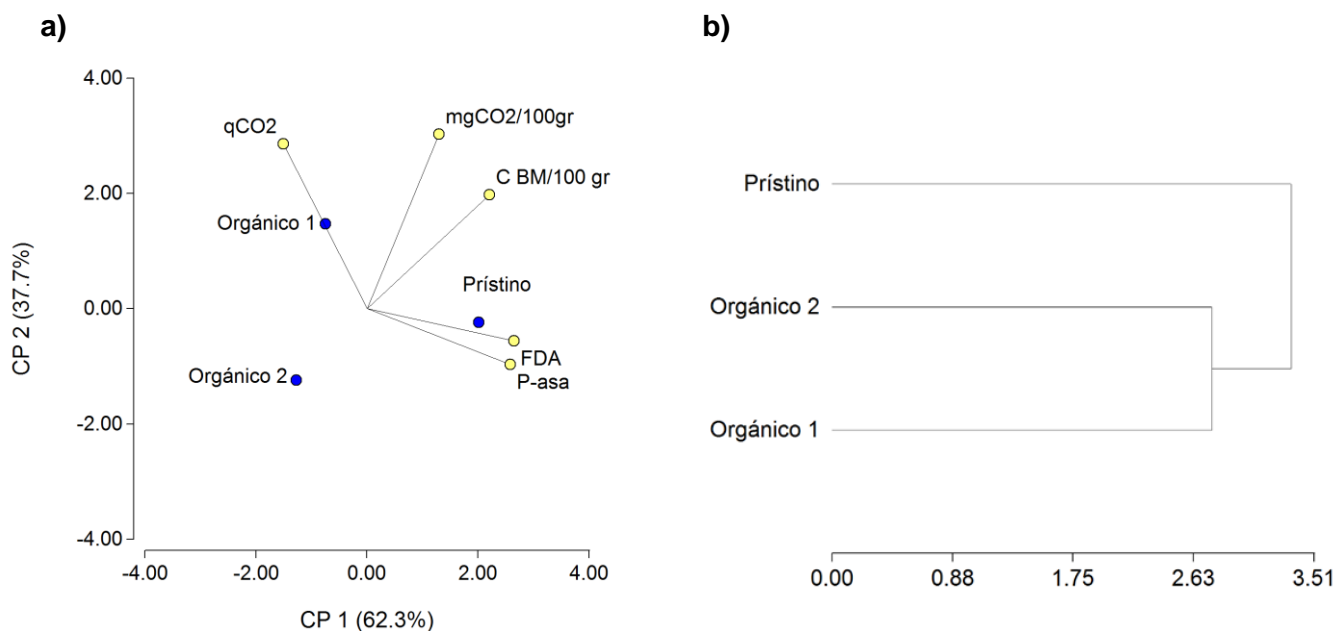 a)
4.00
2.00
0.00
-2.00
-4.00
CP 2 (37.7%)
qCO2
mgCO2/100gr
C BM/100 gr
Orgánico 1
Prístino
FDA
P-asa
Orgánico 2
-4.00 -2.00 0.00 2.00 4.00
CP 1 (62.3%)
b)
Prístino
Orgánico 2
Orgánico 1
0.00 0.88 1.75 2.63 3.51